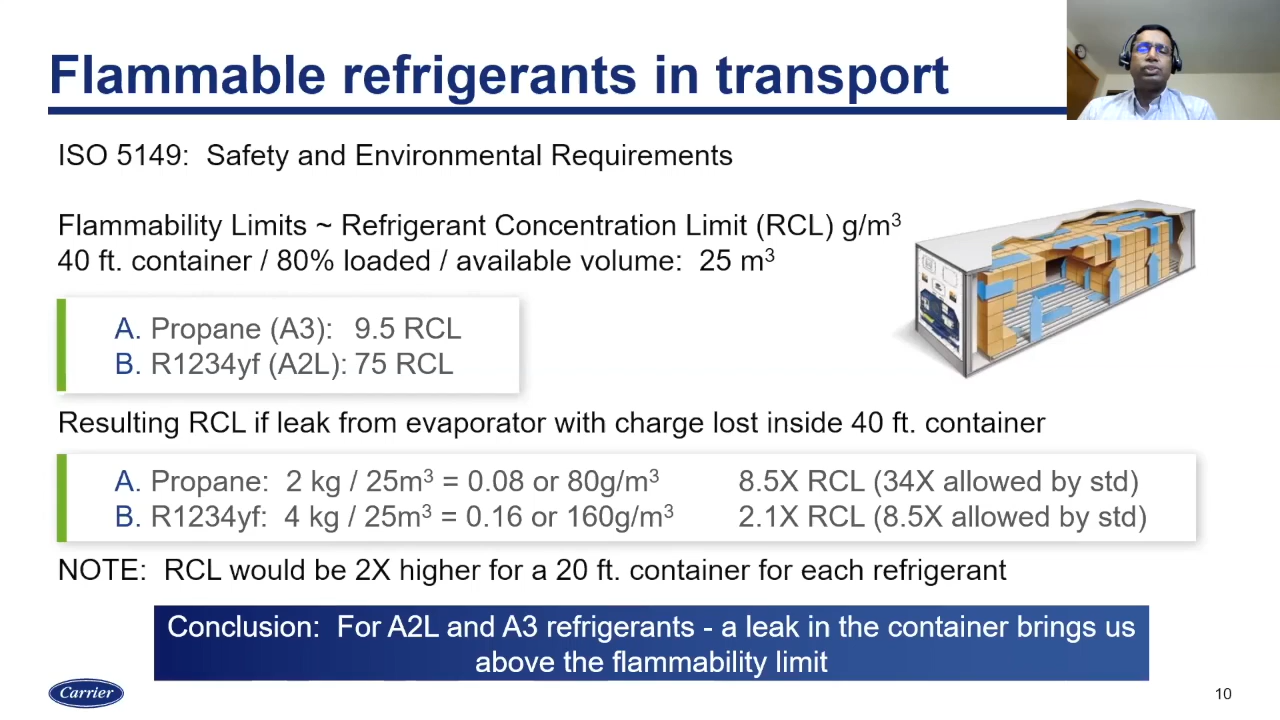 Flammable refrigerants in transport
ISO 5149: Safety and Environmental Requirements
Flammability Limits ~ Refrigerant Concentration Limit (RCL) g/m³
40 ft. container / 80% loaded / available volume: 25 m³
A. Propane (A3): 9.5 RCL
B. R1234yf (A2L): 75 RCL
Resulting RCL if leak from evaporator with charge lost inside 40 ft. container
A. Propane: 2 kg / 25m³ = 0.08 or 80g/m³ 8.5X RCL (34X allowed by std)
B. R1234yf: 4 kg / 25m³ = 0.16 or 160g/m³ 2.1X RCL (8.5X allowed by std)
NOTE: RCL would be 2X higher for a 20 ft. container for each refrigerant
Conclusion: For A2L and A3 refrigerants - a leak in the container brings us
above the flammability limit
Carrier
10